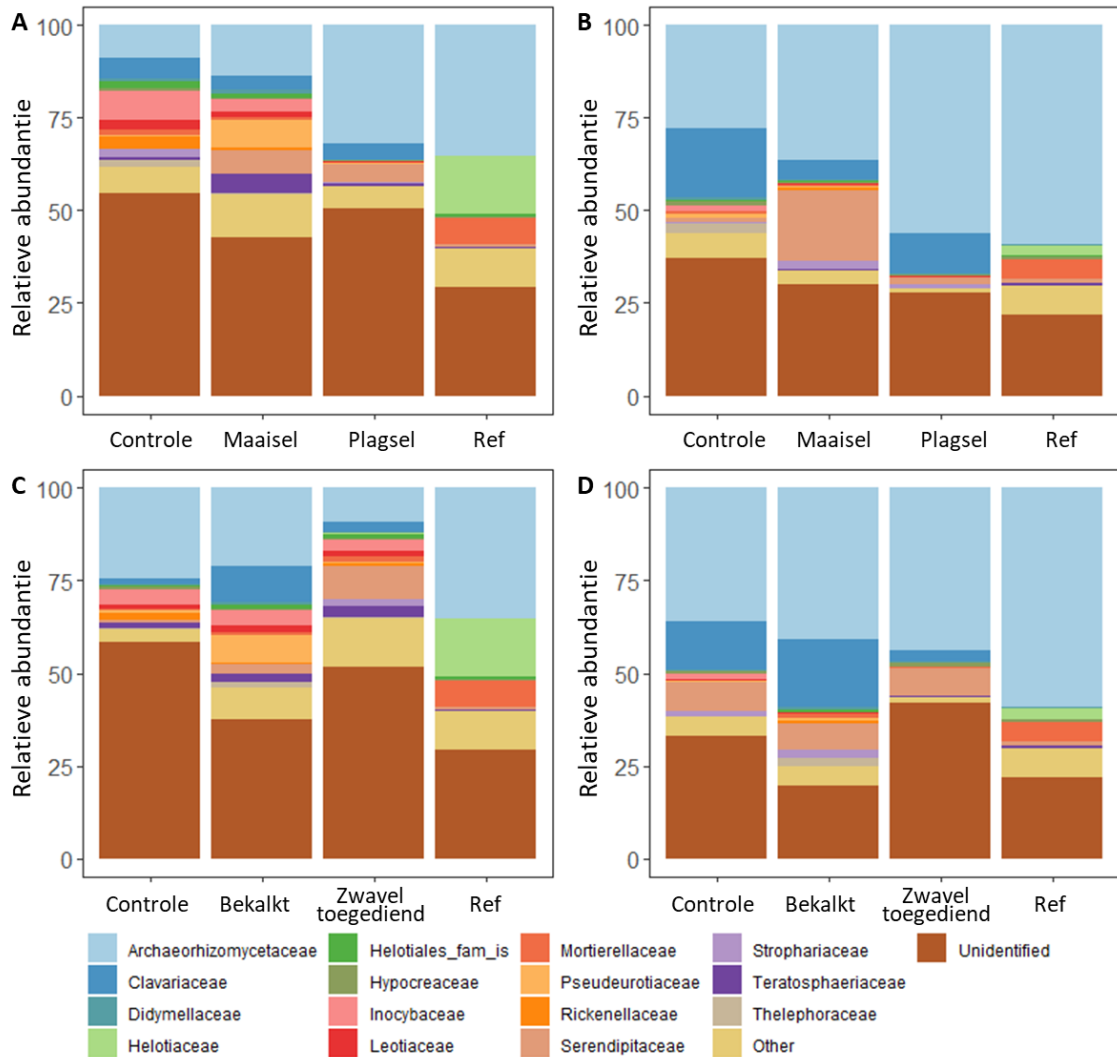 A
B
Relatieve abundantie
100
75
50
25
0
Controle
Maaisel
Plagsel
Ref
Relatieve abundantie
100
75
50
25
0
Controle
Maaisel
Plagsel
Ref
C
D
Relatieve abundantie
100
75
50
25
0
Controle
Bekalkt
Zwavel
toegediend
Ref
Relatieve abundantie
100
75
50
25
0
Controle
Bekalkt
Zwavel
toegediend
Ref
Archaeorhizomycetaceae
Clavariaceae
Didymellaceae
Helotiaceae
Helotiales_fam_is
Hypocreaceae
Inocybaceae
Leotiaceae
Mortierellaceae
Pseudeurotiaceae
Rickenellaceae
Serendipitaceae
Strophariaceae
Teratosphaeriaceae
Thelephoraceae
Other
Unidentified